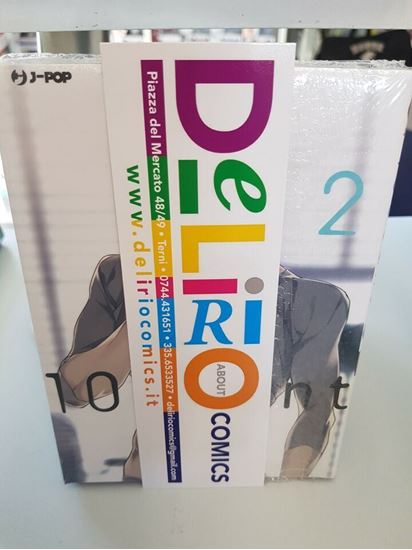 J-POP
DeLiRiO
ABOUT
COMICS
Piazza del Mercato 48/49 • Terni • 0744.431651 • 335.6533527 • deliriocomics@gmail.com
www.deliriocomics.it
2
10
nt